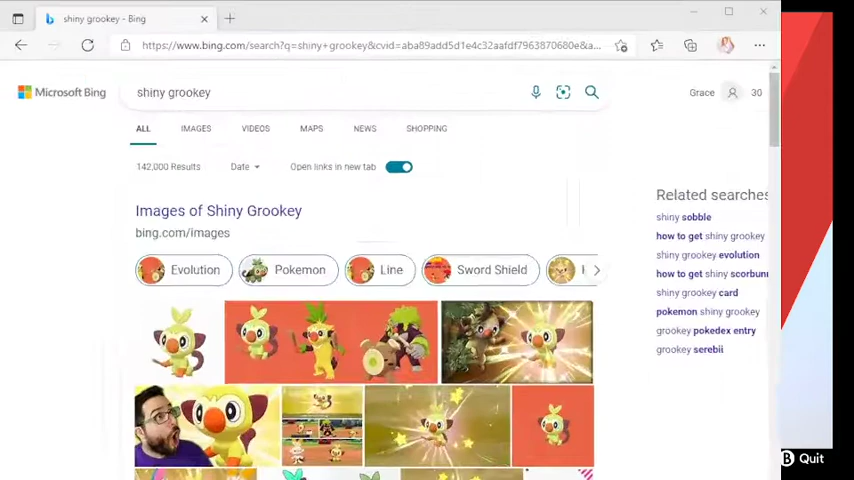 shiny grookey - Bing
https://www.bing.com/search?q=shiny+grookey&cvid=aba89add5d1e4c32aafdf7963870680e&a...
Microsoft Bing
shiny grookey
Grace
30
ALL
IMAGES
VIDEOS
MAPS
NEWS
SHOPPING
142,000 Results
Date
Open links in new tab
Images of Shiny Grookey
bing.com/images
Evolution
Pokemon
Line
Sword Shield
Related searches
shiny sobble
how to get shiny grookey
shiny grookey evolution
how to get shiny scorbunn
shiny grookey card
pokemon shiny grookey
grookey pokedex entry
grookey serebii
B Quit